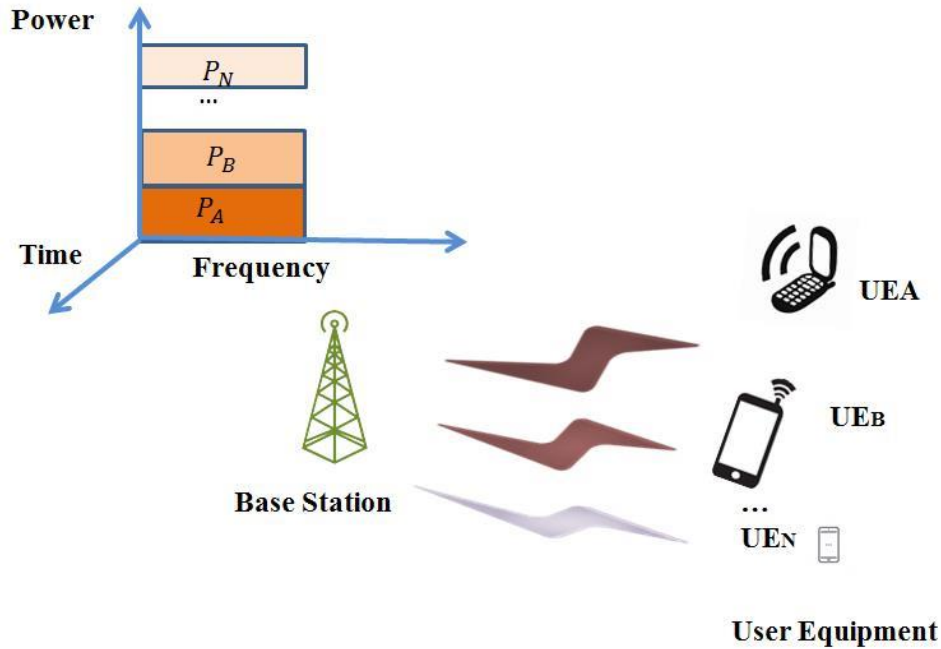 Power
P_N
...
P_B
P_A
Time
Frequency
UEA
UEB
Base Station
...
UEN
User Equipment